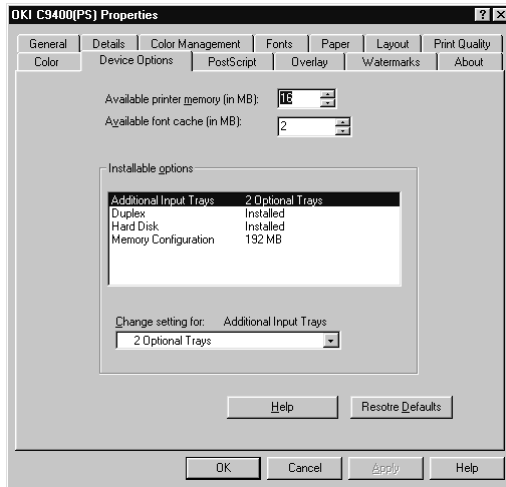 OKI C9400(PS) Properties
General Details Color Management Fonts Paper Layout Print Quality
Color Device Options PostScript Overlay Watermarks About
Available printer memory (in MB): 16
Available font cache (in MB): 2
Installable options
Additional Input Trays 2 Optional Trays
Duplex Installed
Hard Disk Installed
Memory Configuration 192 MB
Change setting for: Additional Input Trays
2 Optional Trays
Help Resotre Defaults
OK Cancel Apply Help